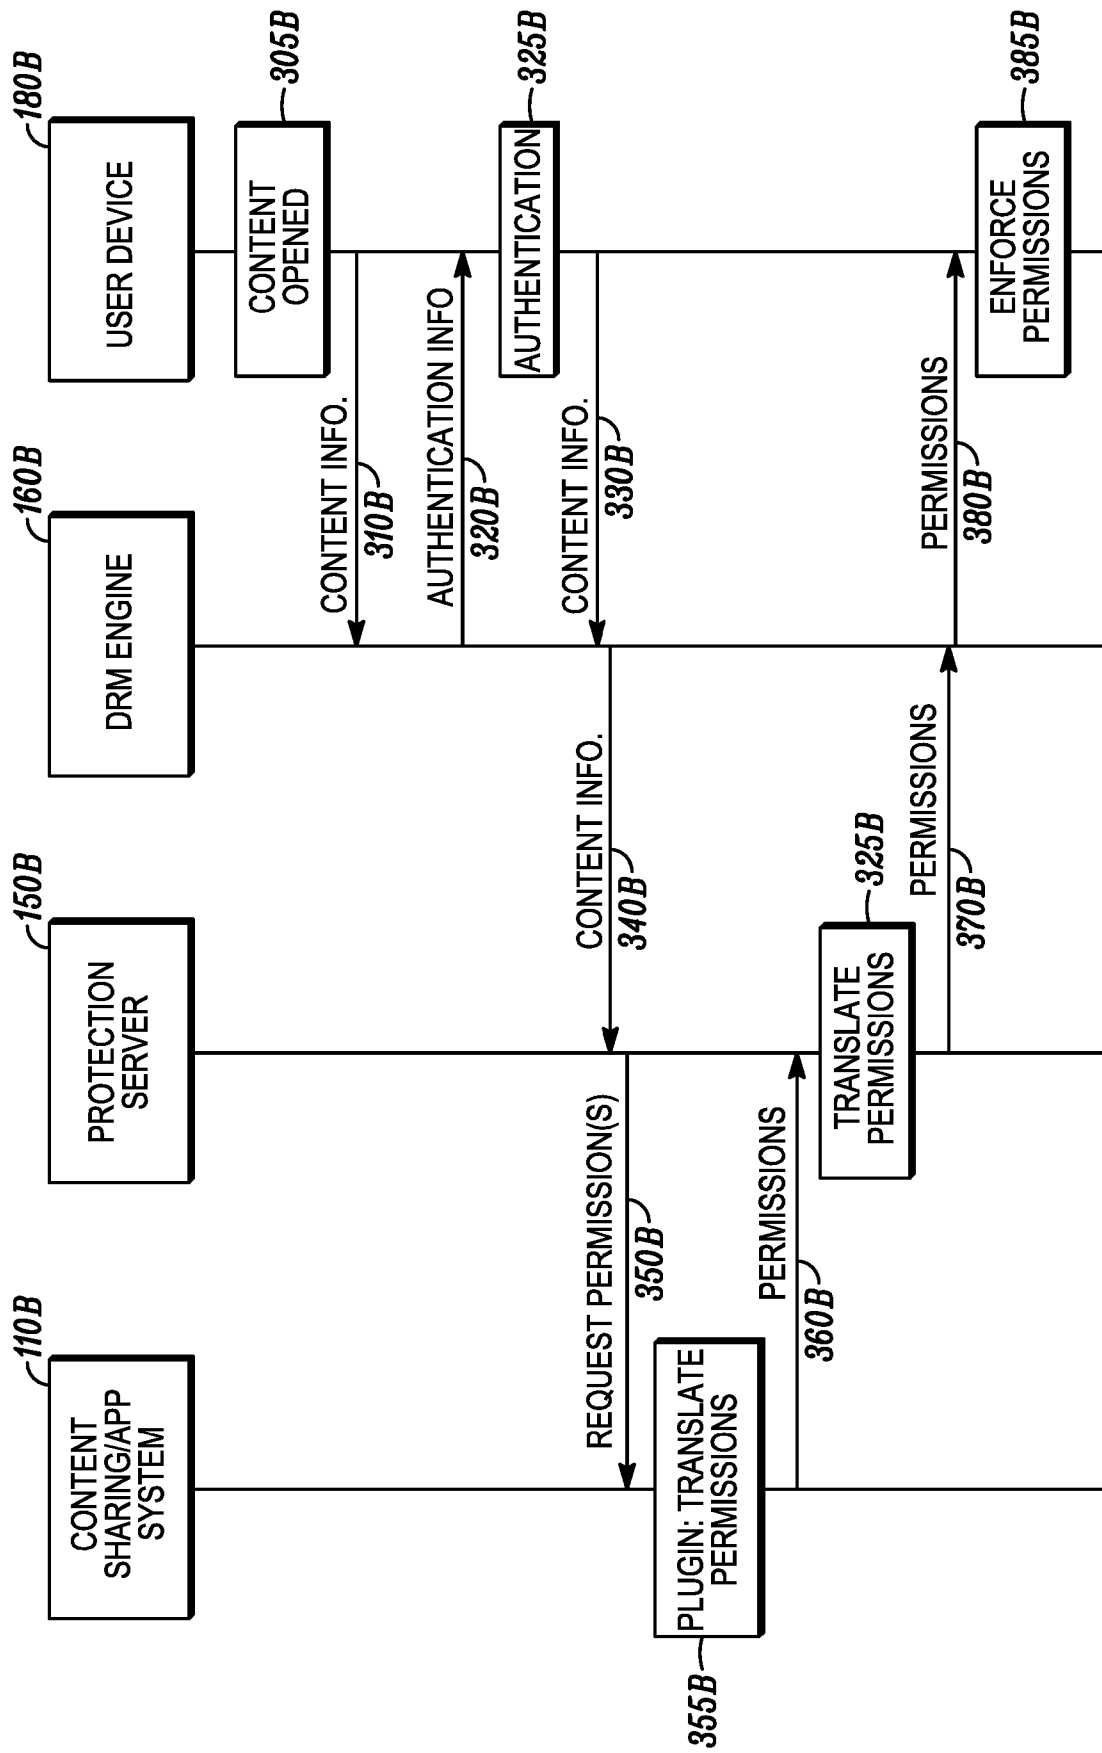 110B
CONTENT
SHARING/APP
SYSTEM
150B
PROTECTION
SERVER
160B
DRM ENGINE
180B
USER DEVICE
CONTENT
OPENED
305B
CONTENT INFO.
310B
AUTHENTICATION INFO
320B
AUTHENTICATION
325B
CONTENT INFO.
330B
CONTENT INFO.
340B
REQUEST PERMISSION(S)
350B
PLUGIN: TRANSLATE
PERMISSIONS
355B
PERMISSIONS
360B
TRANSLATE
PERMISSIONS
325B
PERMISSIONS
370B
PERMISSIONS
380B
ENFORCE
PERMISSIONS
385B